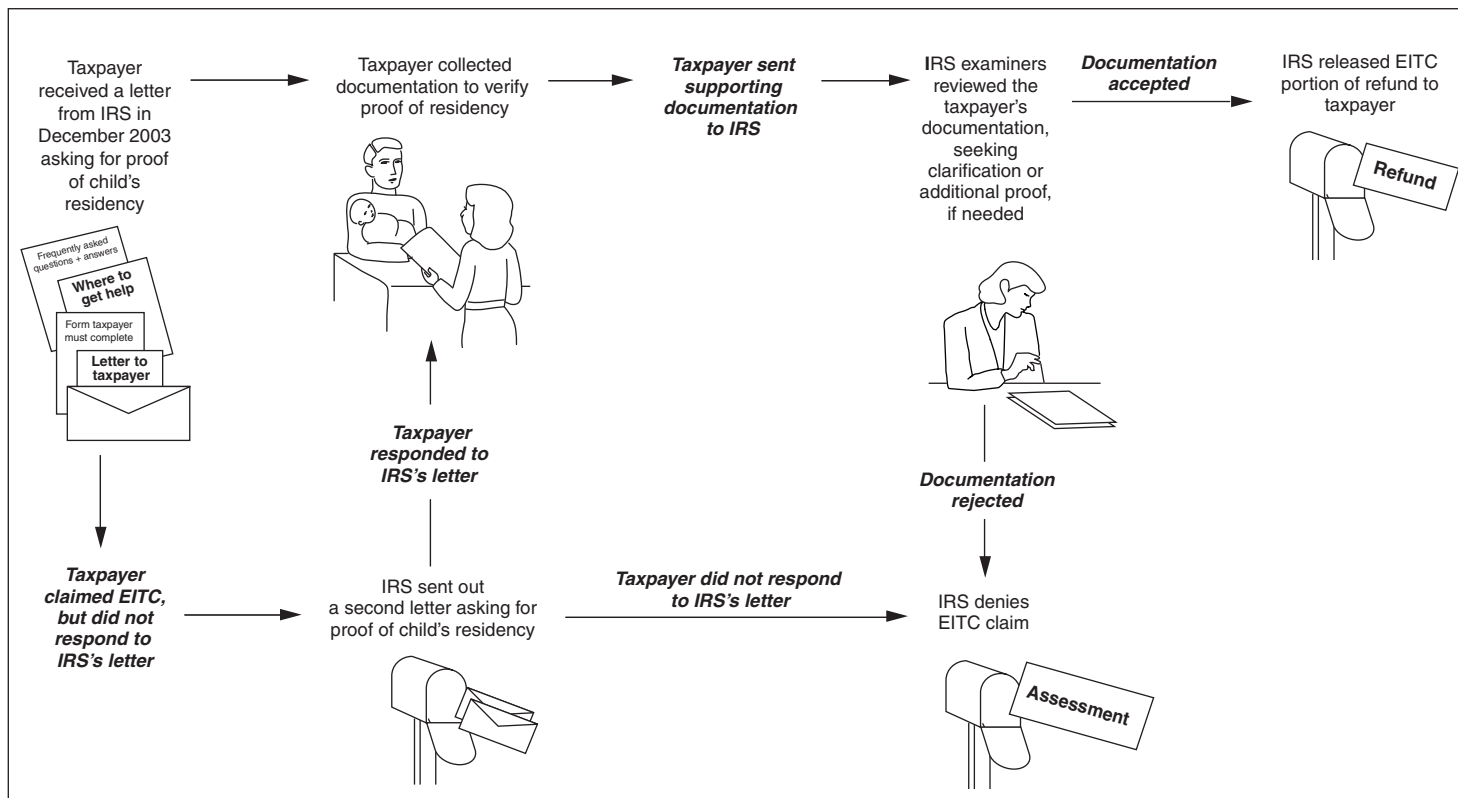 Taxpayer
received a letter
from IRS in
December 2003
asking for proof
of child's
residency
Frequently asked
questions + answers
Where to
get help
Form taxpayer
must complete
Letter to
taxpayer
Taxpayer collected
documentation to verify
proof of residency
Taxpayer sent
supporting
documentation
to IRS
IRS examiners
reviewed the
taxpayer's
documentation,
seeking
clarification or
additional proof,
if needed
Documentation
accepted
IRS released EITC
portion of refund to
taxpayer
Refund
Taxpayer
responded to
IRS's letter
Documentation
rejected
Taxpayer
claimed EITC,
but did not
respond to
IRS's letter
IRS sent out
a second letter asking for
proof of child's residency
Taxpayer did not respond
to IRS's letter
IRS denies
EITC claim
Assessment